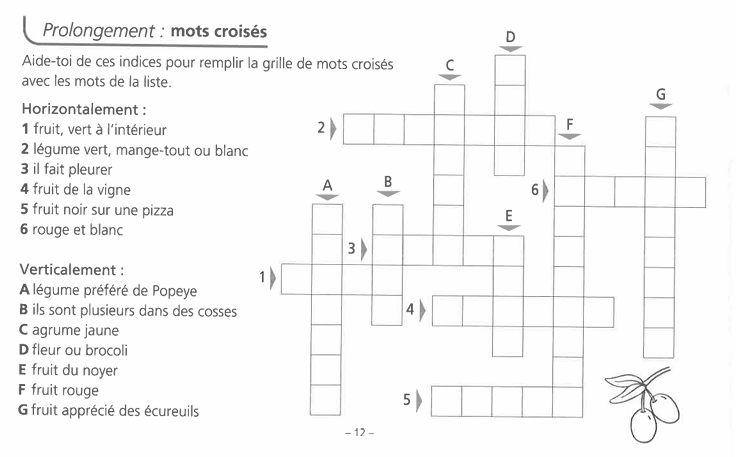 Prolongement : mots croisés
Aide-toi de ces indices pour remplir la grille de mots croisés
avec les mots de la liste.
Horizontalement :
1 fruit, vert à l'intérieur
2 légume vert, mange-tout ou blanc
3 il fait pleurer
4 fruit de la vigne
5 fruit noir sur une pizza
6 rouge et blanc
Verticalement :
A légume préféré de Popeye
B ils sont plusieurs dans des cosses
C agrume jaune
D fleur ou brocoli
E fruit du noyer
F fruit rouge
G fruit apprécié des écureuils
D
C
G
2
F
A
B
6
E
3
1
4
5
– 12 –